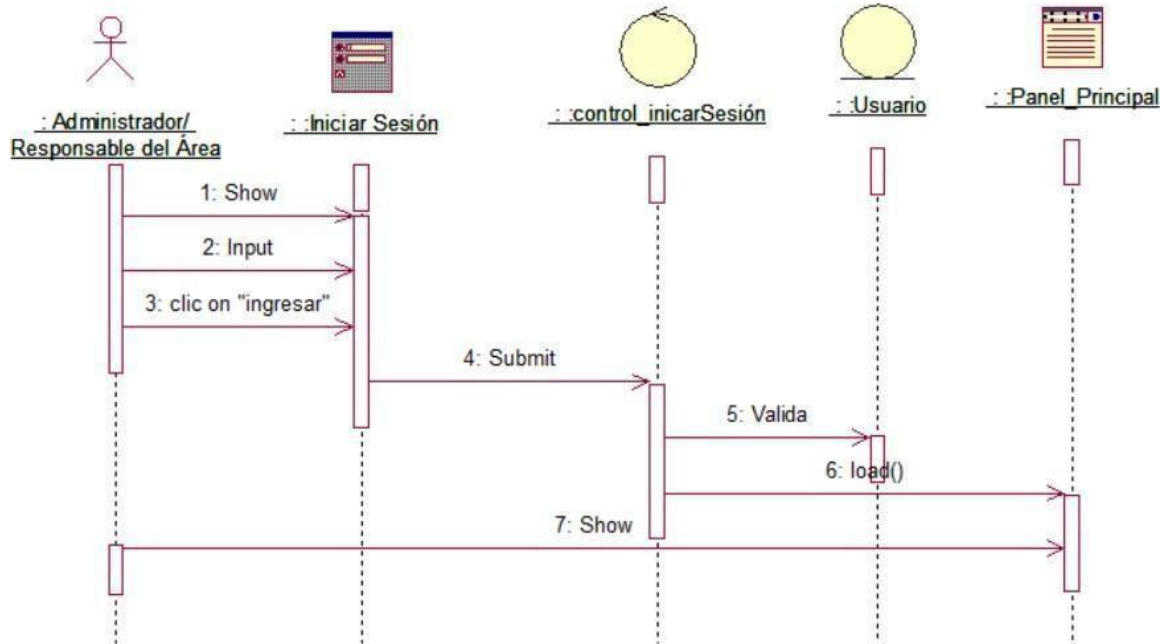 : Administrador/
Responsable del Área
: :Iniciar Sesión
: :control_inicarSesión
: :Usuario
: :Panel_Principal
1: Show
2: Input
3: clic on "ingresar"
4: Submit
5: Valida
6: load()
7: Show